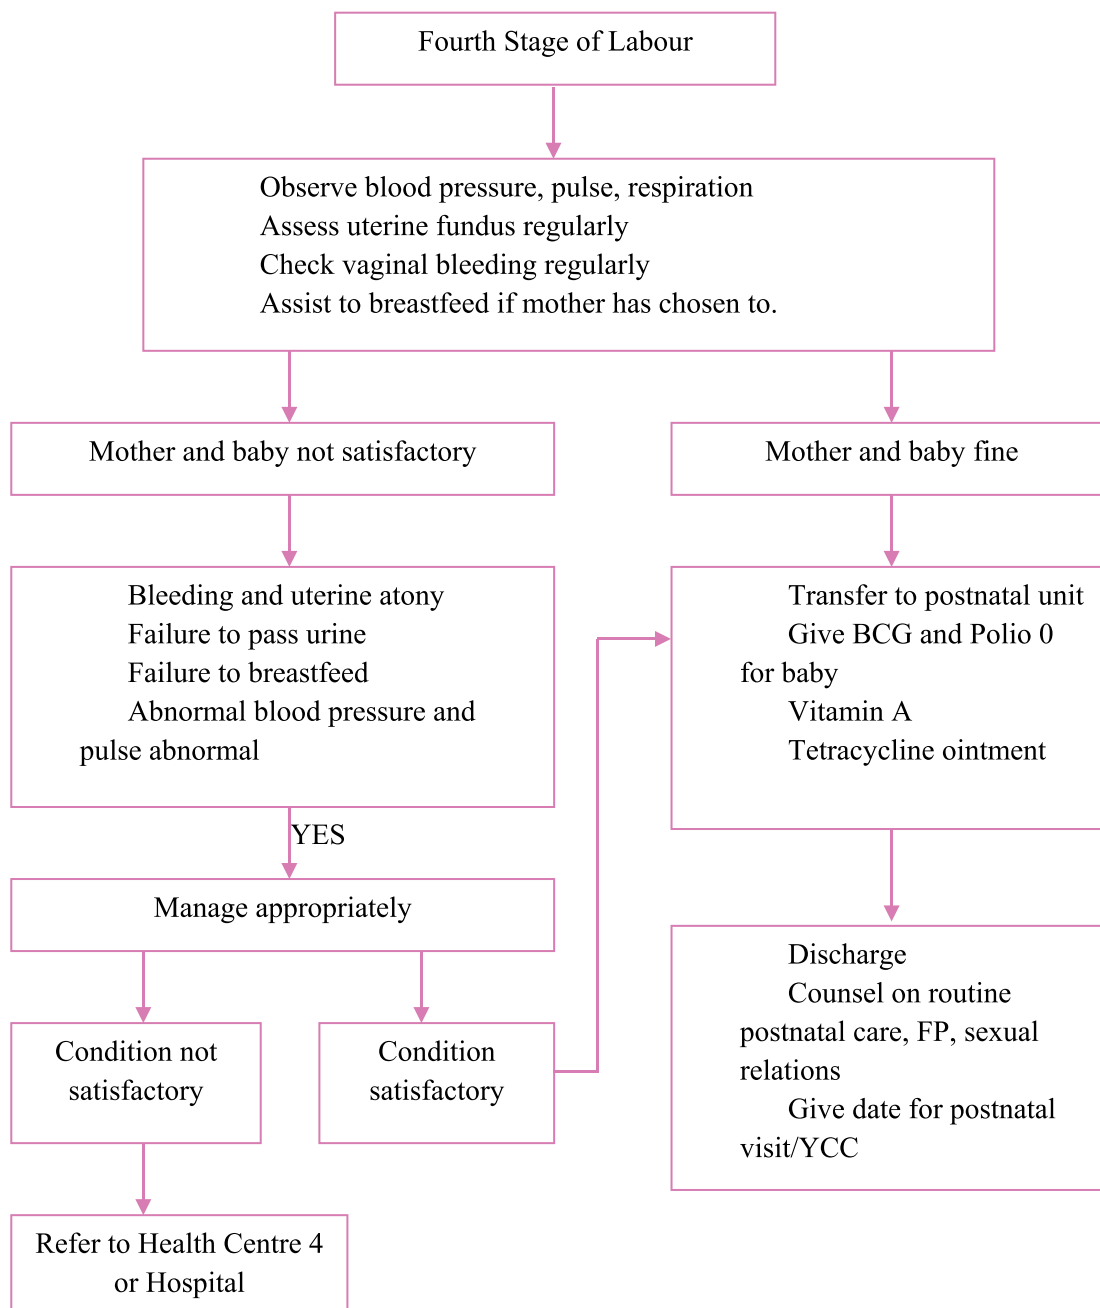 Fourth Stage of Labour
Observe blood pressure, pulse, respiration
Assess uterine fundus regularly
Check vaginal bleeding regularly
Assist to breastfeed if mother has chosen to.
Mother and baby not satisfactory
Mother and baby fine
Bleeding and uterine atony
Failure to pass urine
Failure to breastfeed
Abnormal blood pressure and
pulse abnormal
Transfer to postnatal unit
Give BCG and Polio 0
for baby
Vitamin A
Tetracycline ointment
YES
Manage appropriately
Condition not
satisfactory
Condition
satisfactory
Discharge
Counsel on routine
postnatal care, FP, sexual
relations
Give date for postnatal
visit/YCC
Refer to Health Centre 4
or Hospital